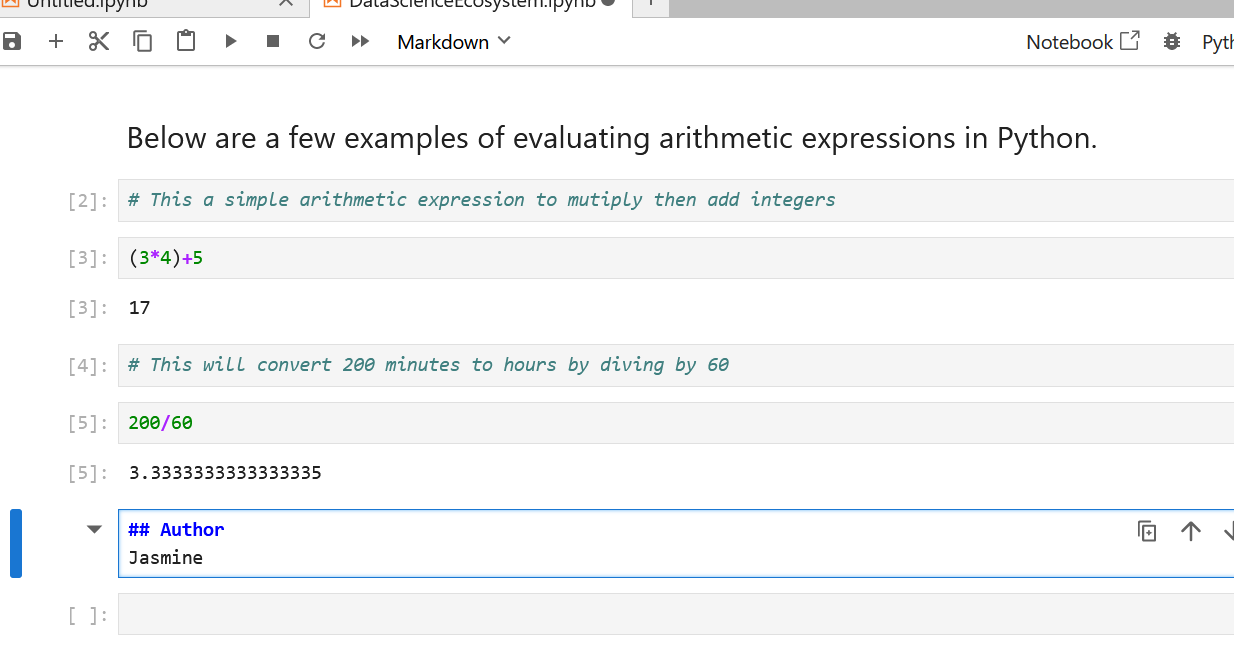 Untitled.ipynb
DataScienceEcosystem.ipynb
Markdown
Notebook
Below are a few examples of evaluating arithmetic expressions in Python.
[2]: # This a simple arithmetic expression to mutiply then add integers
[3]: (3*4)+5
[3]: 17
[4]: # This will convert 200 minutes to hours by diving by 60
[5]: 200/60
[5]: 3.3333333333333335
## Author
Jasmine
[ ]: